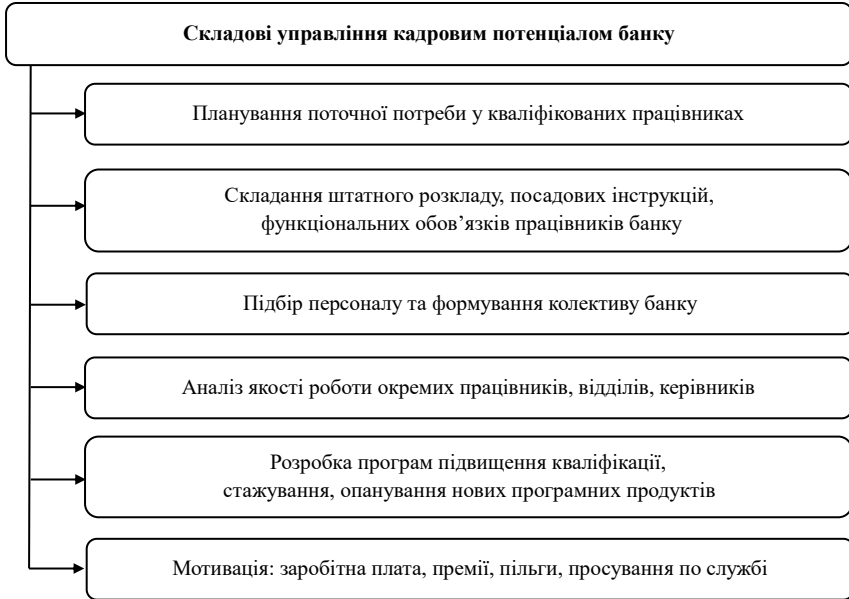 Складові управління кадровим потенціалом банку
Планування поточної потреби у кваліфікованих працівниках
Складання штатного розкладу, посадових інструкцій,
функціональних обов’язків працівників банку
Підбір персоналу та формування колективу банку
Аналіз якості роботи окремих працівників, відділів, керівників
Розробка програм підвищення кваліфікації,
стажування, опанування нових програмних продуктів
Мотивація: заробітна плата, премії, пільги, просування по службі